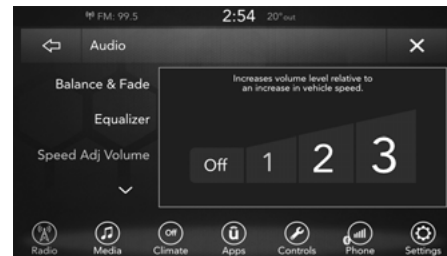 FM: 99.5 2:54 20°out
Audio
Balance & Fade
Equalizer
Speed Adj Volume
Increases volume level relative to
an increase in vehicle speed.
Off 1 2 3
Off
Radio Media Climate Apps Controls Phone Settings